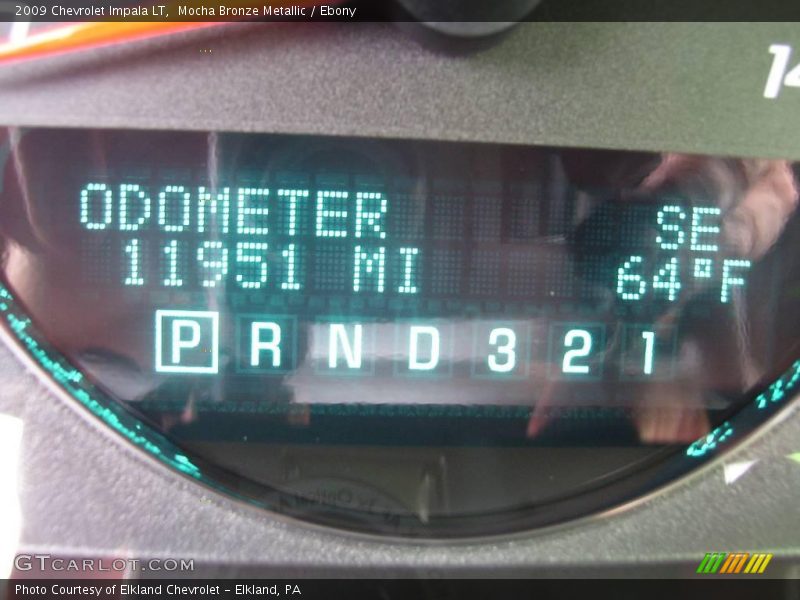 2009 Chevrolet Impala LT,  Mocha Bronze Metallic / Ebony
14
ODOMETER SE
11951 MI 64°F
P R N D 3 2 1
GTCARLOT.COM
Photo Courtesy of Elkland Chevrolet - Elkland, PA